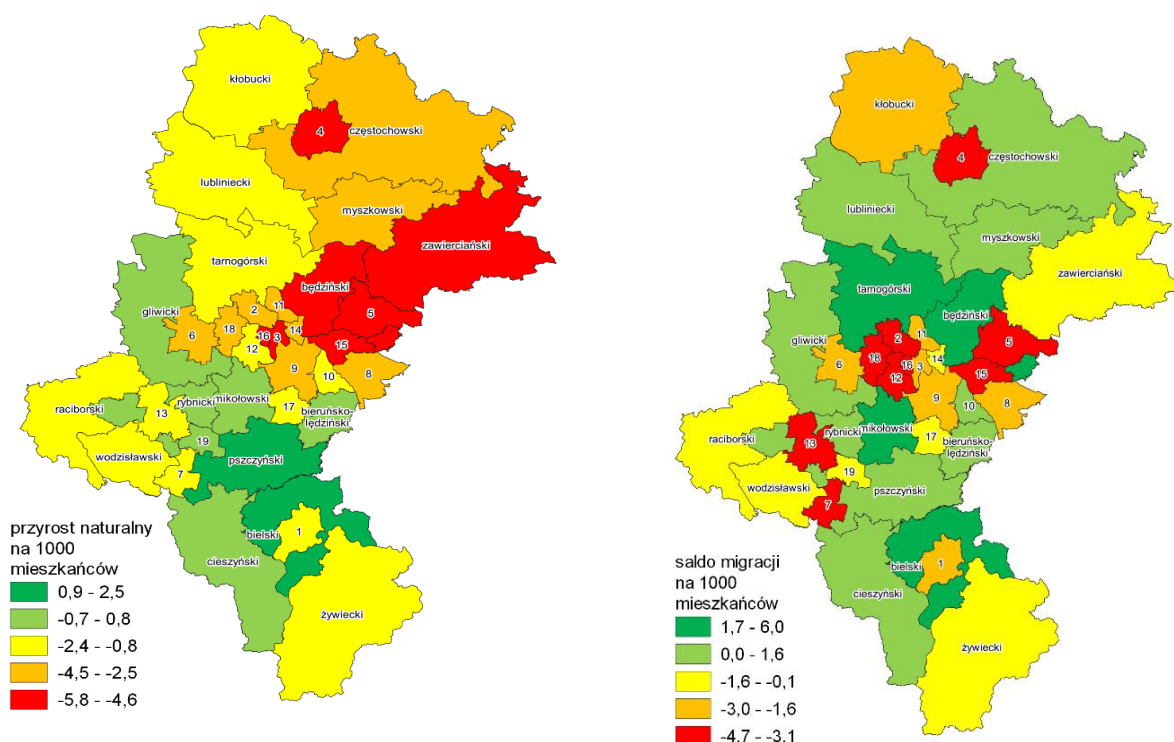 kłobucki
4
częstochowski
lubliniecki
myszkowski
zawierciański
tarnogórski
będziński
gliwicki
2
11
5
6
18
16
3
14
15
12
9
10
8
raciborski
rybnicki
mikołowski
13
17
bieruńsko-
lędziński
19
wodzisławski
7
pszczyński
bielski
1
cieszyński
żywiecki
przyrost naturalny
na 1000
mieszkańców
0,9 - 2,5
-0,7 - 0,8
-2,4 - -0,8
-4,5 - -2,5
-5,8 - -4,6
kłobucki
4
częstochowski
lubliniecki
myszkowski
zawierciański
tarnogórski
będziński
gliwicki
2
11
5
6
18
16
3
14
15
12
9
10
8
raciborski
rybnicki
mikołowski
13
17
bieruńsko-
lędziński
19
wodzisławski
7
pszczyński
bielski
1
cieszyński
żywiecki
saldo migracji
na 1000
mieszkańców
1,7 - 6,0
0,0 - 1,6
-1,6 - -0,1
-3,0 - -1,6
-4,7 - -3,1